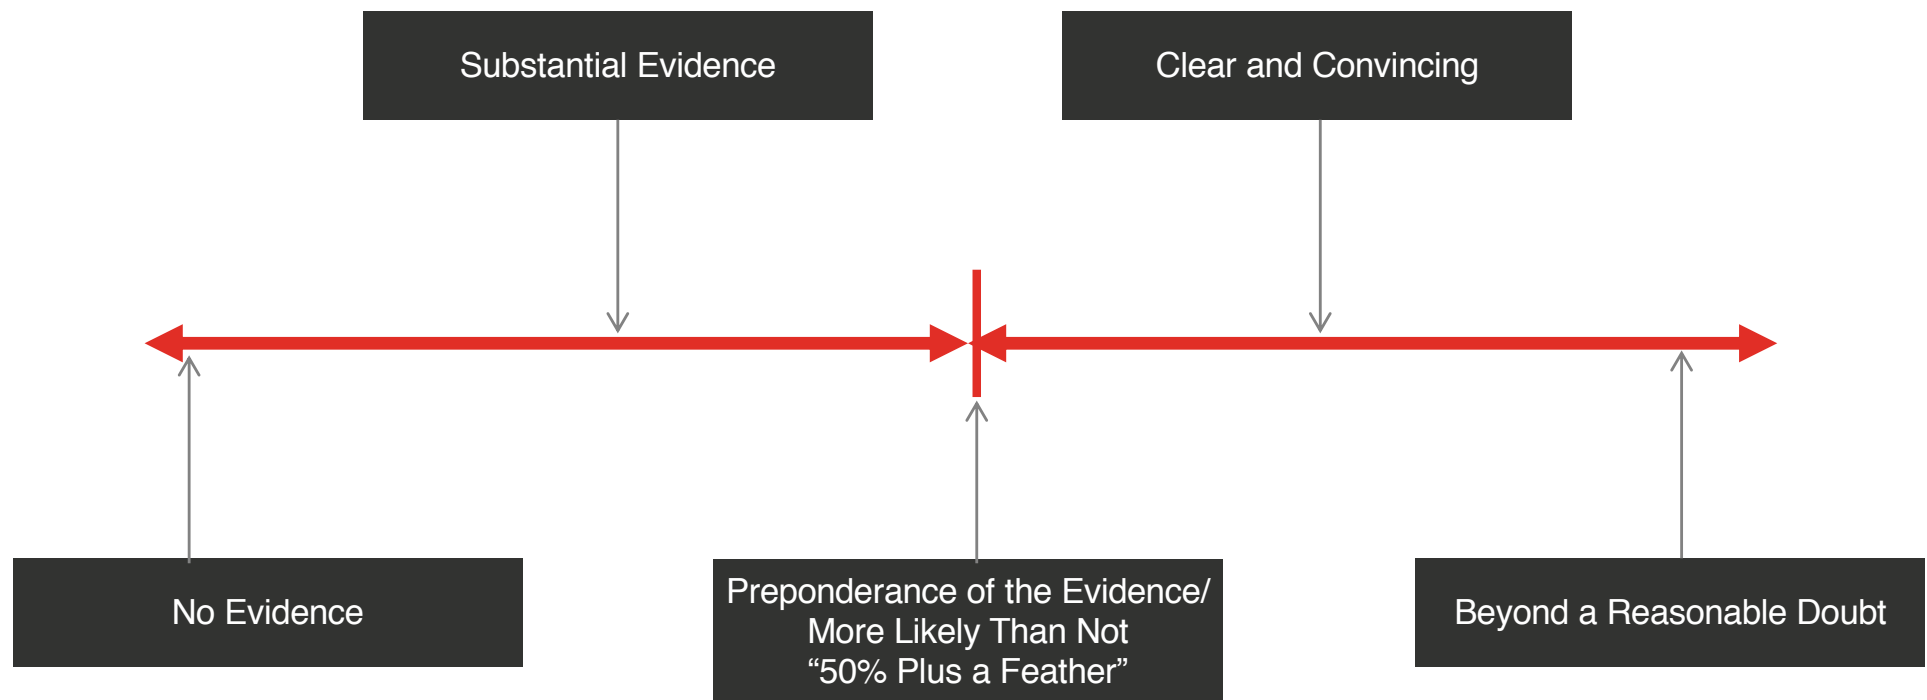 Substantial Evidence
Clear and Convincing
No Evidence
Preponderance of the Evidence/
More Likely Than Not
“50% Plus a Feather”
Beyond a Reasonable Doubt